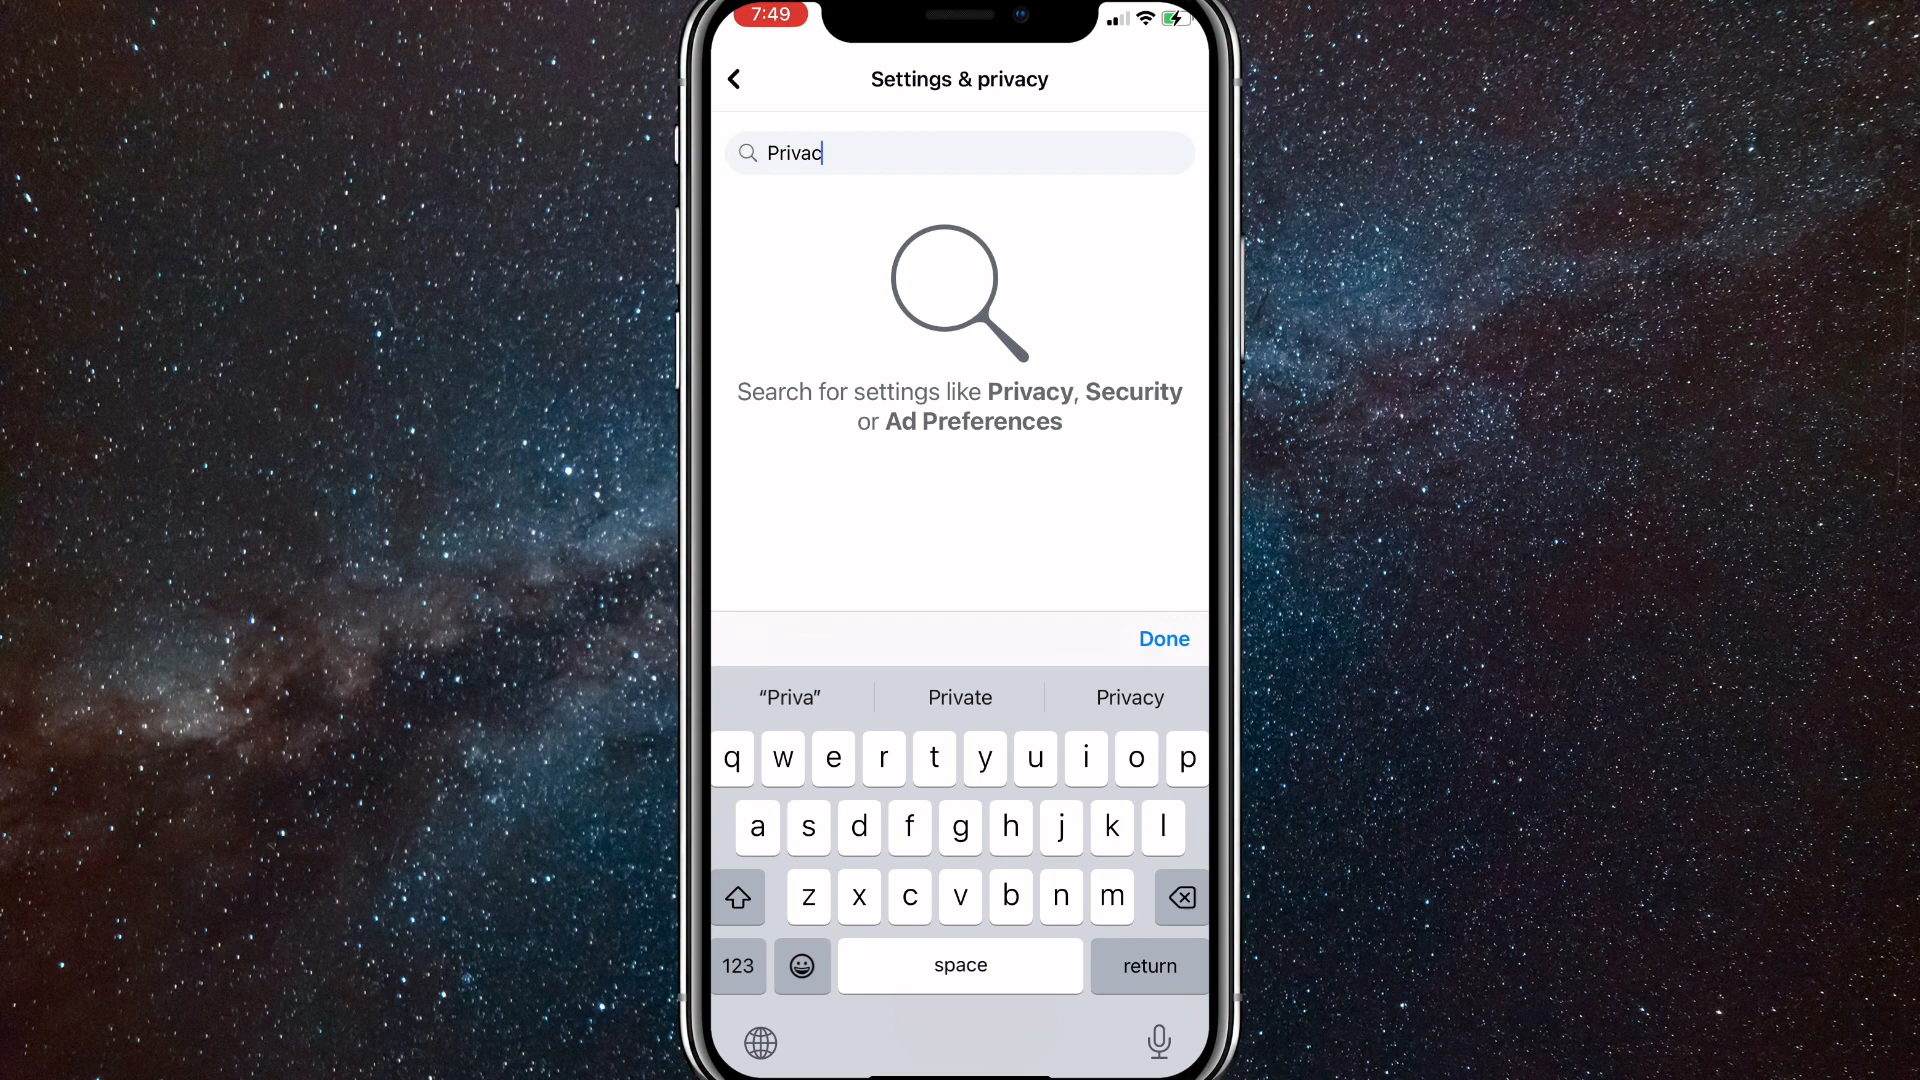 7:49
Settings & privacy
Privac
Search for settings like Privacy, Security
or Ad Preferences
Done
“Priva” Private Privacy
q w e r t y u i o p
a s d f g h j k l
z x c v b n m
123 space return